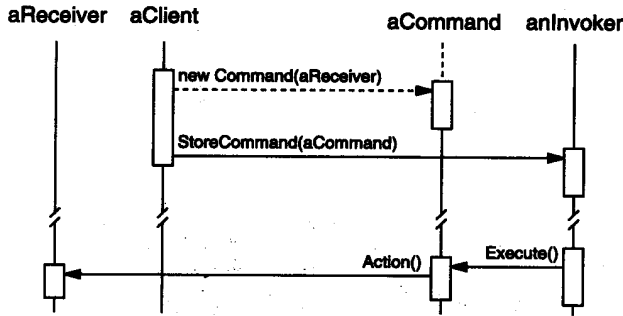 aReceiver aClient aCommand anInvoker
new Command(aReceiver)
StoreCommand(aCommand)
Action() Execute()